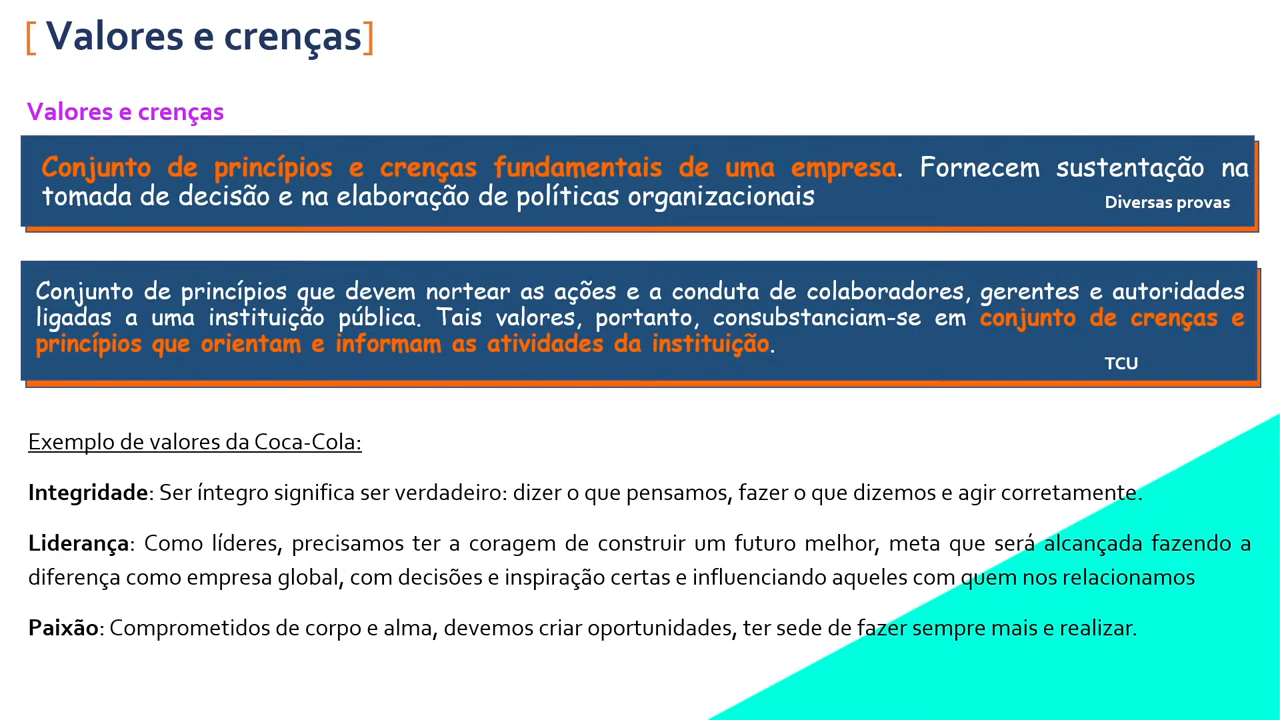 [ Valores e crenças]
Valores e crenças
Conjunto de princípios e crenças fundamentais de uma empresa. Fornecem sustentação na
tomada de decisão e na elaboração de políticas organizacionais
Diversas provas
Conjunto de princípios que devem nortear as ações e a conduta de colaboradores, gerentes e autoridades
ligadas a uma instituição pública. Tais valores, portanto, consubstanciam-se em conjunto de crenças e
princípios que orientam e informam as atividades da instituição.
TCU
Exemplo de valores da Coca-Cola:
Integridade: Ser íntegro significa ser verdadeiro: dizer o que pensamos, fazer o que dizemos e agir corretamente.
Liderança: Como líderes, precisamos ter a coragem de construir um futuro melhor, meta que será alcançada fazendo a
diferença como empresa global, com decisões e inspiração certas e influenciando aqueles com quem nos relacionamos
Paixão: Comprometidos de corpo e alma, devemos criar oportunidades, ter sede de fazer sempre mais e realizar.